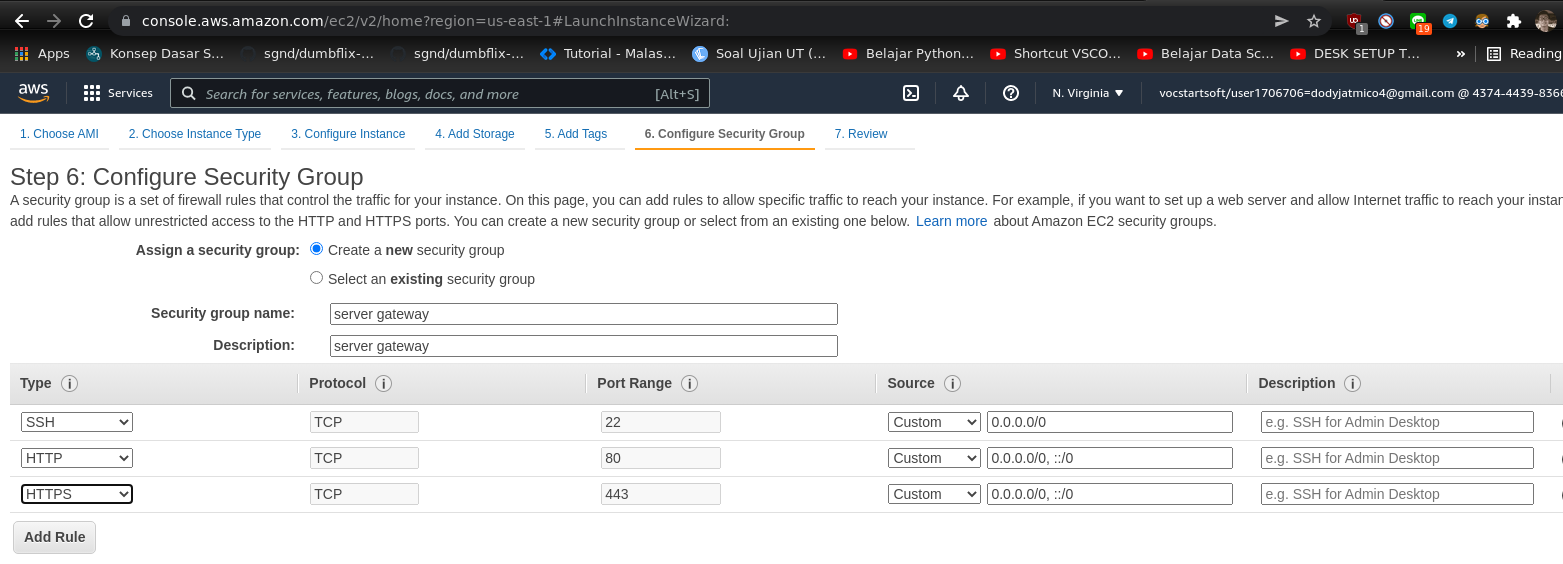 console.aws.amazon.com/ec2/v2/home?region=us-east-1#LaunchInstanceWizard:
1
19
Apps
Konsep Dasar S...
sgnd/dumbflix-...
sgnd/dumbflix-...
Tutorial - Malas...
Soal Ujian UT (...
Belajar Python...
Shortcut VSCO...
Belajar Data Sc...
DESK SETUP T...
»
Reading
aws
Services
Search for services, features, blogs, docs, and more [Alt+S]
N. Virginia
vocstartsoft/user1706706=dodyjatmico4@gmail.com @ 4374-4439-8366
1. Choose AMI
2. Choose Instance Type
3. Configure Instance
4. Add Storage
5. Add Tags
6. Configure Security Group
7. Review
Step 6: Configure Security Group
A security group is a set of firewall rules that control the traffic for your instance. On this page, you can add rules to allow specific traffic to reach your instance. For example, if you want to set up a web server and allow Internet traffic to reach your
add rules that allow unrestricted access to the HTTP and HTTPS ports. You can create a new security group or select from an existing one below. Learn more about Amazon EC2 security groups.
Assign a security group: Create a new security group
Select an existing security group
Security group name: server gateway
Description: server gateway
Type Protocol Port Range Source Description
SSH TCP 22 Custom 0.0.0.0/0 e.g. SSH for Admin Desktop
HTTP TCP 80 Custom 0.0.0.0/0, ::/0 e.g. SSH for Admin Desktop
HTTPS TCP 443 Custom 0.0.0.0/0, ::/0 e.g. SSH for Admin Desktop
Add Rule